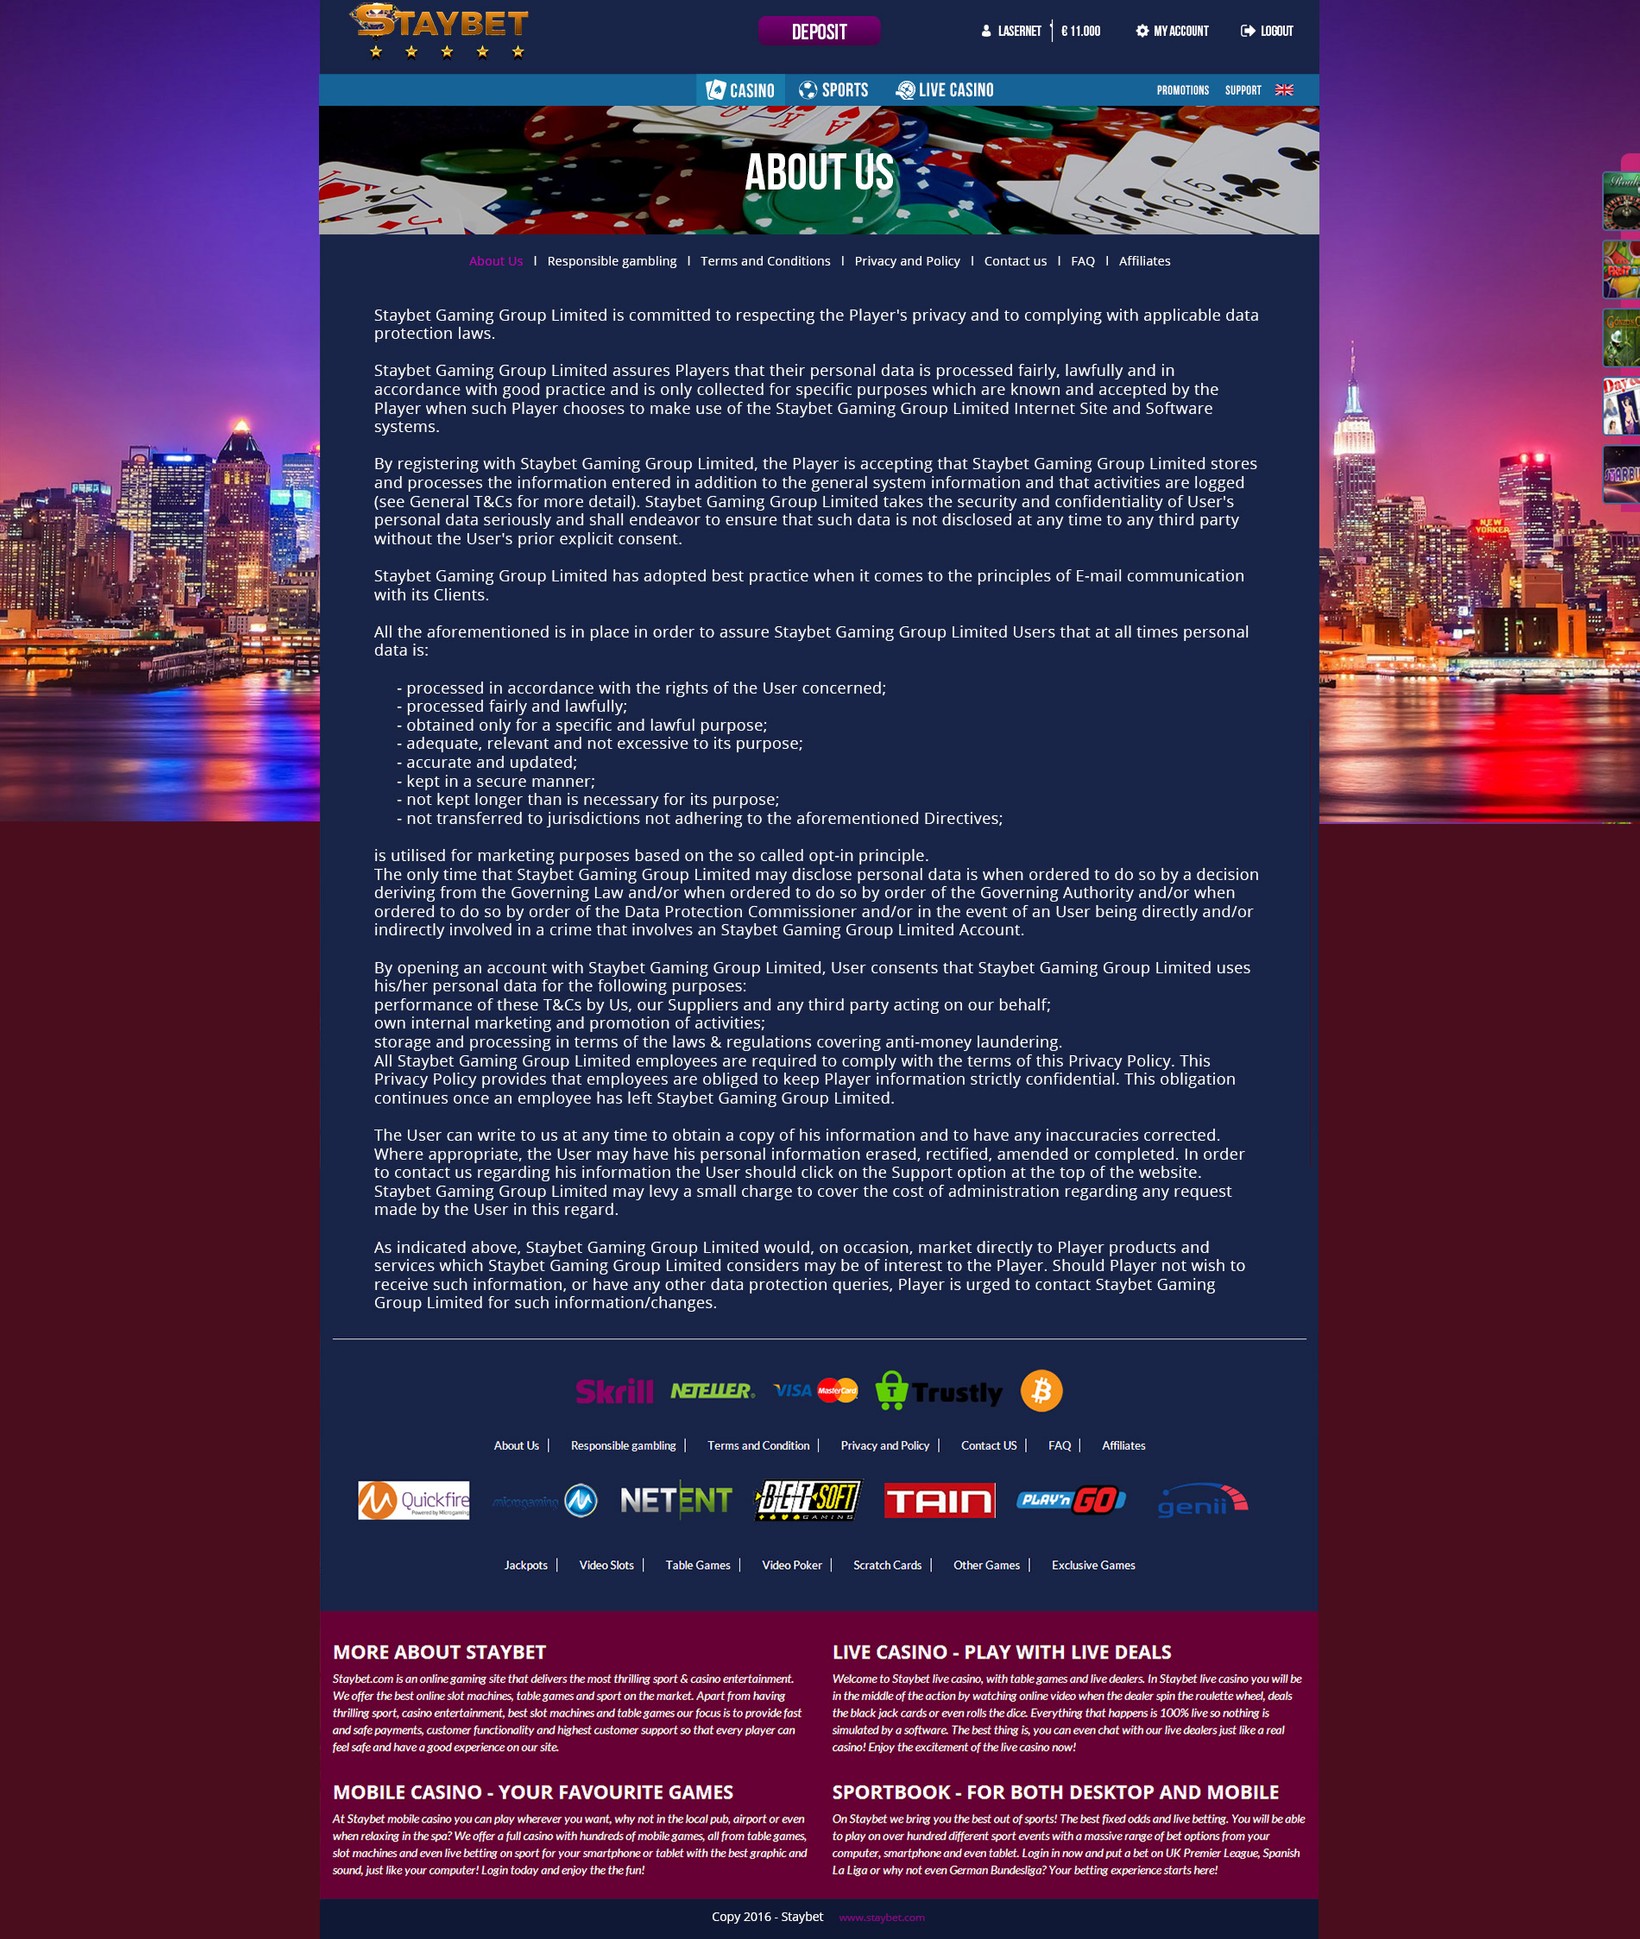 STAYBET
DEPOSIT
LASERNET
€ 11.000
MY ACCOUNT
LOGOUT
CASINO
SPORTS
LIVE CASINO
PROMOTIONS
SUPPORT
ABOUT US
About Us | Responsible gambling | Terms and Conditions | Privacy and Policy | Contact us | FAQ | Affiliates
Staybet Gaming Group Limited is committed to respecting the Player's privacy and to complying with applicable data
protection laws.
Staybet Gaming Group Limited assures Players that their personal data is processed fairly, lawfully and in
accordance with good practice and is only collected for specific purposes which are known and accepted by the
Player when such Player chooses to make use of the Staybet Gaming Group Limited Internet Site and Software
systems.
By registering with Staybet Gaming Group Limited, the Player is accepting that Staybet Gaming Group Limited stores
and processes the information entered in addition to the general system information and that activities are logged
(see General T&Cs for more detail). Staybet Gaming Group Limited takes the security and confidentiality of User's
personal data seriously and shall endeavor to ensure that such data is not disclosed at any time to any third party
without the User's prior explicit consent.
Staybet Gaming Group Limited has adopted best practice when it comes to the principles of E-mail communication
with its Clients.
All the aforementioned is in place in order to assure Staybet Gaming Group Limited Users that at all times personal
data is:
- processed in accordance with the rights of the User concerned;
- processed fairly and lawfully;
- obtained only for a specific and lawful purpose;
- adequate, relevant and not excessive to its purpose;
- accurate and updated;
- kept in a secure manner;
- not kept longer than is necessary for its purpose;
- not transferred to jurisdictions not adhering to the aforementioned Directives;
is utilised for marketing purposes based on the so called opt-in principle.
The only time that Staybet Gaming Group Limited may disclose personal data is when ordered to do so by a decision
deriving from the Governing Law and/or when ordered to do so by order of the Governing Authority and/or when
ordered to do so by order of the Data Protection Commissioner and/or in the event of an User being directly and/or
indirectly involved in a crime that involves an Staybet Gaming Group Limited Account.
By opening an account with Staybet Gaming Group Limited, User consents that Staybet Gaming Group Limited uses
his/her personal data for the following purposes:
performance of these T&Cs by Us, our Suppliers and any third party acting on our behalf;
own internal marketing and promotion of activities;
storage and processing in terms of the laws & regulations covering anti-money laundering.
All Staybet Gaming Group Limited employees are required to comply with the terms of this Privacy Policy. This
Privacy Policy provides that employees are obliged to keep Player information strictly confidential. This obligation
continues once an employee has left Staybet Gaming Group Limited.
The User can write to us at any time to obtain a copy of his information and to have any inaccuracies corrected.
Where appropriate, the User may have his personal information erased, rectified, amended or completed. In order
to contact us regarding his information the User should click on the Support option at the top of the website.
Staybet Gaming Group Limited may levy a small charge to cover the cost of administration regarding any request
made by the User in this regard.
As indicated above, Staybet Gaming Group Limited would, on occasion, market directly to Player products and
services which Staybet Gaming Group Limited considers may be of interest to the Player. Should Player not wish to
receive such information, or have any other data protection queries, Player is urged to contact Staybet Gaming
Group Limited for such information/changes.
Skrill NETELLER VISA MasterCard Trustly
About Us | Responsible gambling | Terms and Condition | Privacy and Policy | Contact US | FAQ | Affiliates
Quickfire
Powered by Microgaming
microgaming
NETENT
BETSOFT
GAMING
TAIN
PLAY'n GO
genii
Jackpots | Video Slots | Table Games | Video Poker | Scratch Cards | Other Games | Exclusive Games
MORE ABOUT STAYBET
Staybet.com is an online gaming site that delivers the most thrilling sport & casino entertainment.
We offer the best online slot machines, table games and sport on the market. Apart from having
thrilling sport, casino entertainment, best slot machines and table games our focus is to provide fast
and safe payments, customer functionality and highest customer support so that every player can
feel safe and have a good experience on our site.
LIVE CASINO - PLAY WITH LIVE DEALS
Welcome to Staybet live casino, with table games and live dealers. In Staybet live casino you will be
in the middle of the action by watching online video when the dealer spin the roulette wheel, deals
the black jack cards or even rolls the dice. Everything that happens is 100% live so nothing is
simulated by a software. The best thing is, you can even chat with our live dealers just like a real
casino! Enjoy the excitement of the live casino now!
MOBILE CASINO - YOUR FAVOURITE GAMES
At Staybet mobile casino you can play wherever you want, why not in the local pub, airport or even
when relaxing in the spa? We offer a full casino with hundreds of mobile games, all from table games,
slot machines and even live betting on sport for your smartphone or tablet with the best graphic and
sound, just like your computer! Login today and enjoy the the fun!
SPORTBOOK - FOR BOTH DESKTOP AND MOBILE
On Staybet we bring you the best out of sports! The best fixed odds and live betting. You will be able
to play on over hundred different sport events with a massive range of bet options from your
computer, smartphone and even tablet. Login in now and put a bet on UK Premier League, Spanish
La Liga or why not even German Bundesliga? Your betting experience starts here!
Copy 2016 - Staybet www.staybet.com
NEW
YORKER